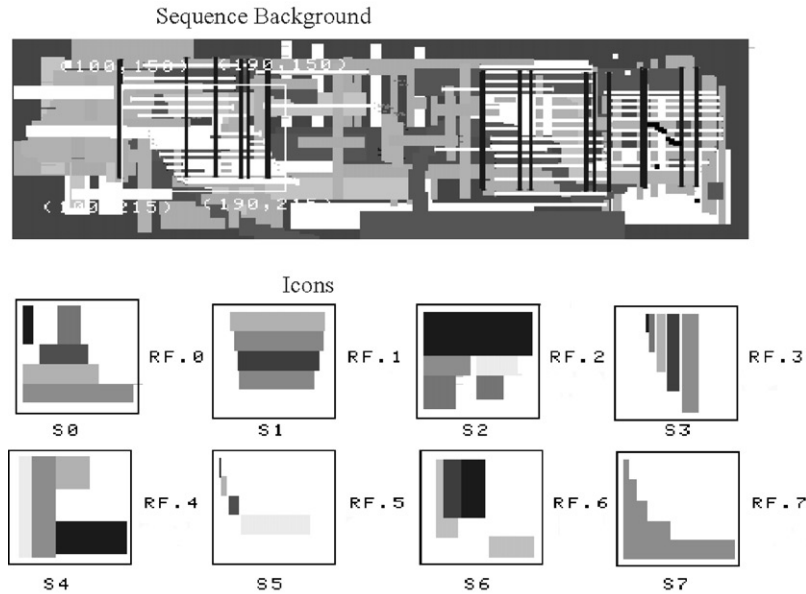 Sequence Background
(100,150) (190,150)
(100,215) (190,215)
Icons
RF.0 RF.1 RF.2 RF.3
S0 S1 S2 S3
RF.4 RF.5 RF.6 RF.7
S4 S5 S6 S7